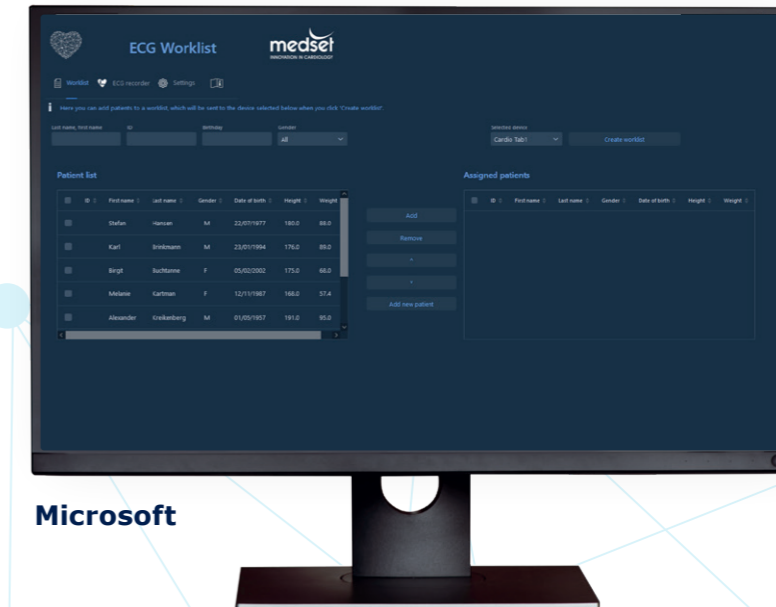 ECG Worklist
medset
INNOVATION IN CARDIOLOGY
Worklist ECG recorder Settings
Here you can add patients to a worklist, which will be sent to the device selected below when you click 'Create worklist'.
Last name, first name ID Birthday Gender Selected device
All Cardio Tab1 Create worklist
Patient list Assigned patients
ID First name Last name Gender Date of birth Height Weight ID First name Last name Gender Date of birth Height Weight
Stefan Hansen M 22/07/1977 180.0 88.0
Add
Karl Brinkmann M 23/01/1994 176.0 89.0
Remove
Birgit Buchtanne F 05/02/2002 175.0 66.0
Melanie Kartman F 12/11/1987 168.0 57.4
Add new patient
Alexander Kreikenberg M 01/09/1957 191.0 95.0
Microsoft